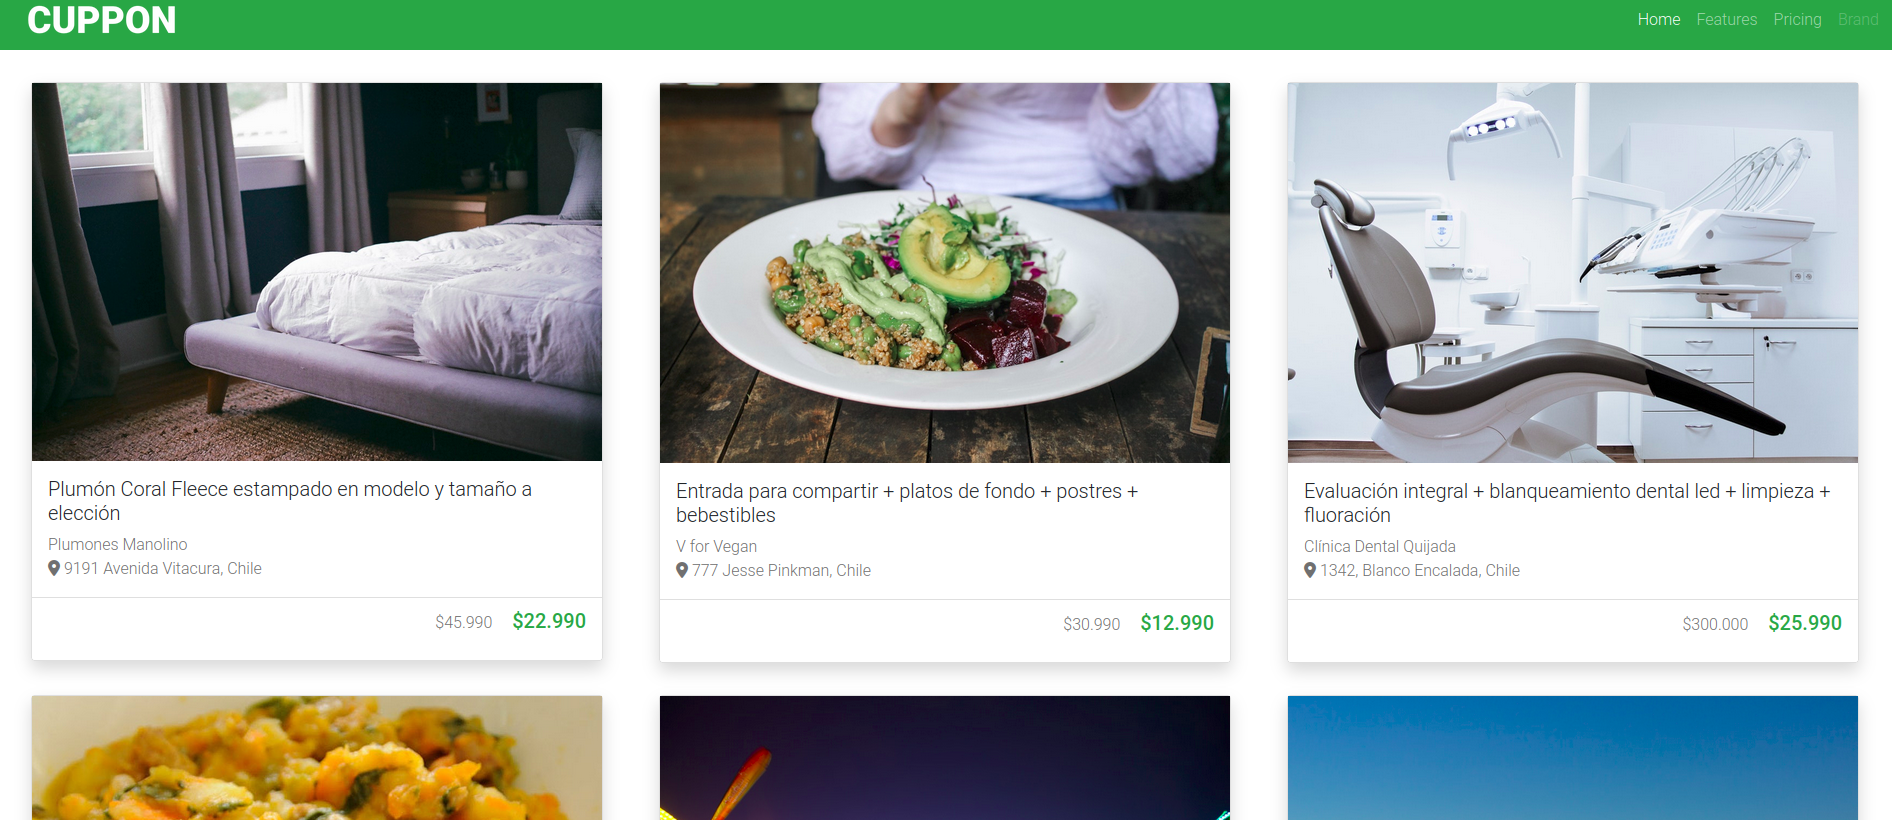 CUPPON
Home Features Pricing Brand
Plumón Coral Fleece estampado en modelo y tamaño a
elección
Plumones Manolino
9191 Avenida Vitacura, Chile
$45.990 $22.990
Entrada para compartir + platos de fondo + postres +
bebestibles
V for Vegan
777 Jesse Pinkman, Chile
$30.990 $12.990
Evaluación integral + blanqueamiento dental led + limpieza +
fluoración
Clínica Dental Quijada
1342, Blanco Encalada, Chile
$300.000 $25.990